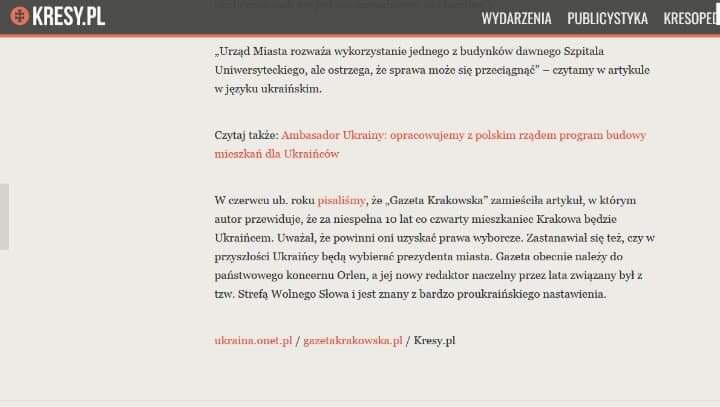 KRESY.PL
WYDARZENIA PUBLICYSTYKA
„Urząd Miasta rozważa wykorzystanie jednego z budynków dawnego Szpitala
Uniwersyteckiego, ale ostrzega, że sprawa może się przeciągnąć” – czytamy w artykule
w języku ukraińskim.
Czytaj także: Ambasador Ukrainy: opracowujemy z polskim rządem program budowy
mieszkań dla Ukraińców
W czerwcu ub. roku pisaliśmy, że „Gazeta Krakowska” zamieściła artykuł, w którym
autor przewiduje, że za niespełna 10 lat co czwarty mieszkaniec Krakowa będzie
Ukraińcem. Uważał, że powinni oni uzyskać prawa wyborcze. Zastanawiał się też, czy w
przyszłości Ukraińcy będą wybierać prezydenta miasta. Gazeta obecnie należy do
państwowego koncernu Orlen, a jej nowy redaktor naczelny przez lata związany był z
tzw. Strefą Wolnego Słowa i jest znany z bardzo proukraińskiego nastawienia.
ukraina.onet.pl / gazetakrakowska.pl / Kresy.pl